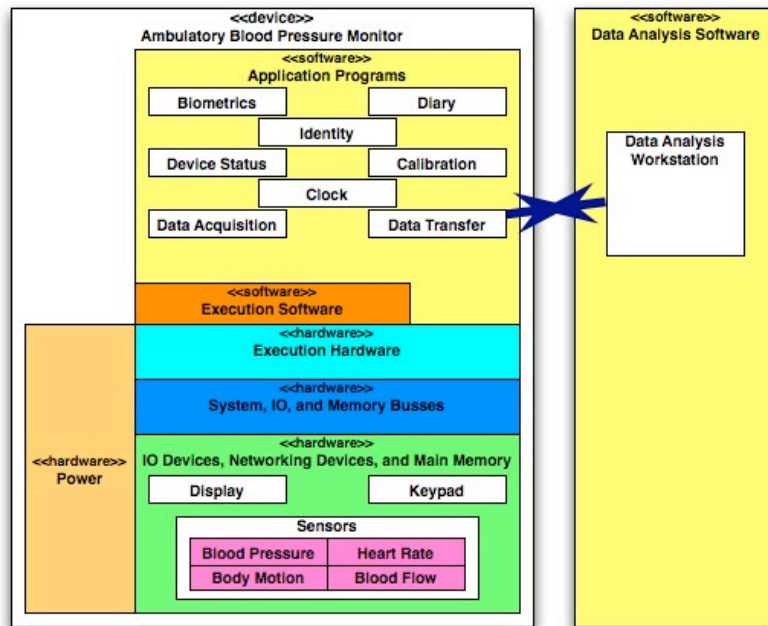 <<device>>
Ambulatory Blood Pressure Monitor
<<software>>
Application Programs
Biometrics
Diary
Identity
Device Status
Calibration
Clock
Data Acquisition
Data Transfer
<<software>>
Execution Software
<<hardware>>
Execution Hardware
<<hardware>>
System, IO, and Memory Busses
<<hardware>>
Power
<<hardware>>
IO Devices, Networking Devices, and Main Memory
Display
Keypad
Sensors
Blood Pressure
Heart Rate
Body Motion
Blood Flow
<<software>>
Data Analysis Software
Data Analysis
Workstation